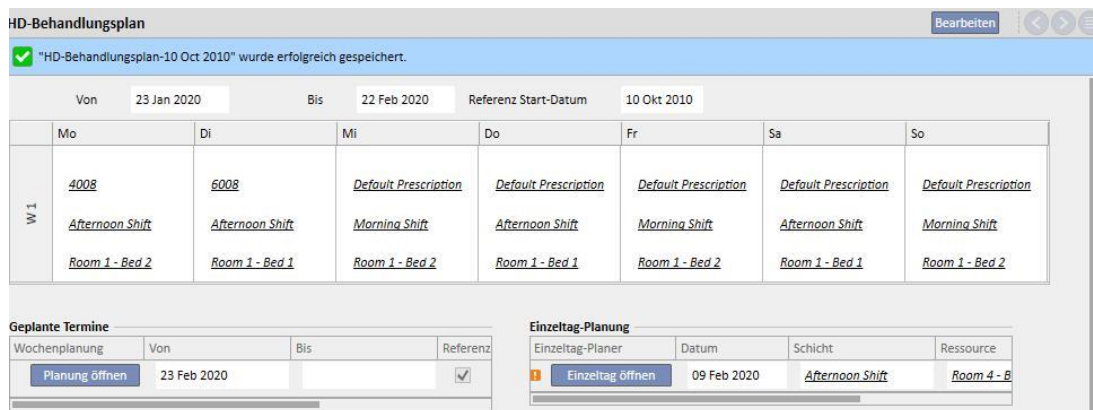 HD-Behandlungsplan Bearbeiten
"HD-Behandlungsplan-10 Oct 2010" wurde erfolgreich gespeichert.
Von 23 Jan 2020 Bis 22 Feb 2020 Referenz Start-Datum 10 Okt 2010
Mo Di Mi Do Fr Sa So
W 1
4008 6008 Default Prescription Default Prescription Default Prescription Default Prescription Default Prescription
Afternoon Shift Afternoon Shift Morning Shift Afternoon Shift Morning Shift Afternoon Shift Morning Shift
Room 1 - Bed 2 Room 1 - Bed 1 Room 1 - Bed 2 Room 1 - Bed 1 Room 1 - Bed 2 Room 1 - Bed 1 Room 1 - Bed 2
Geplante Termine Einzeltag-Planung
Wochenplanung Von Bis Referenz Einzeltag-Planer Datum Schicht Ressource
Planung öffnen 23 Feb 2020 Einzeltag öffnen 09 Feb 2020 Afternoon Shift Room 4 - B